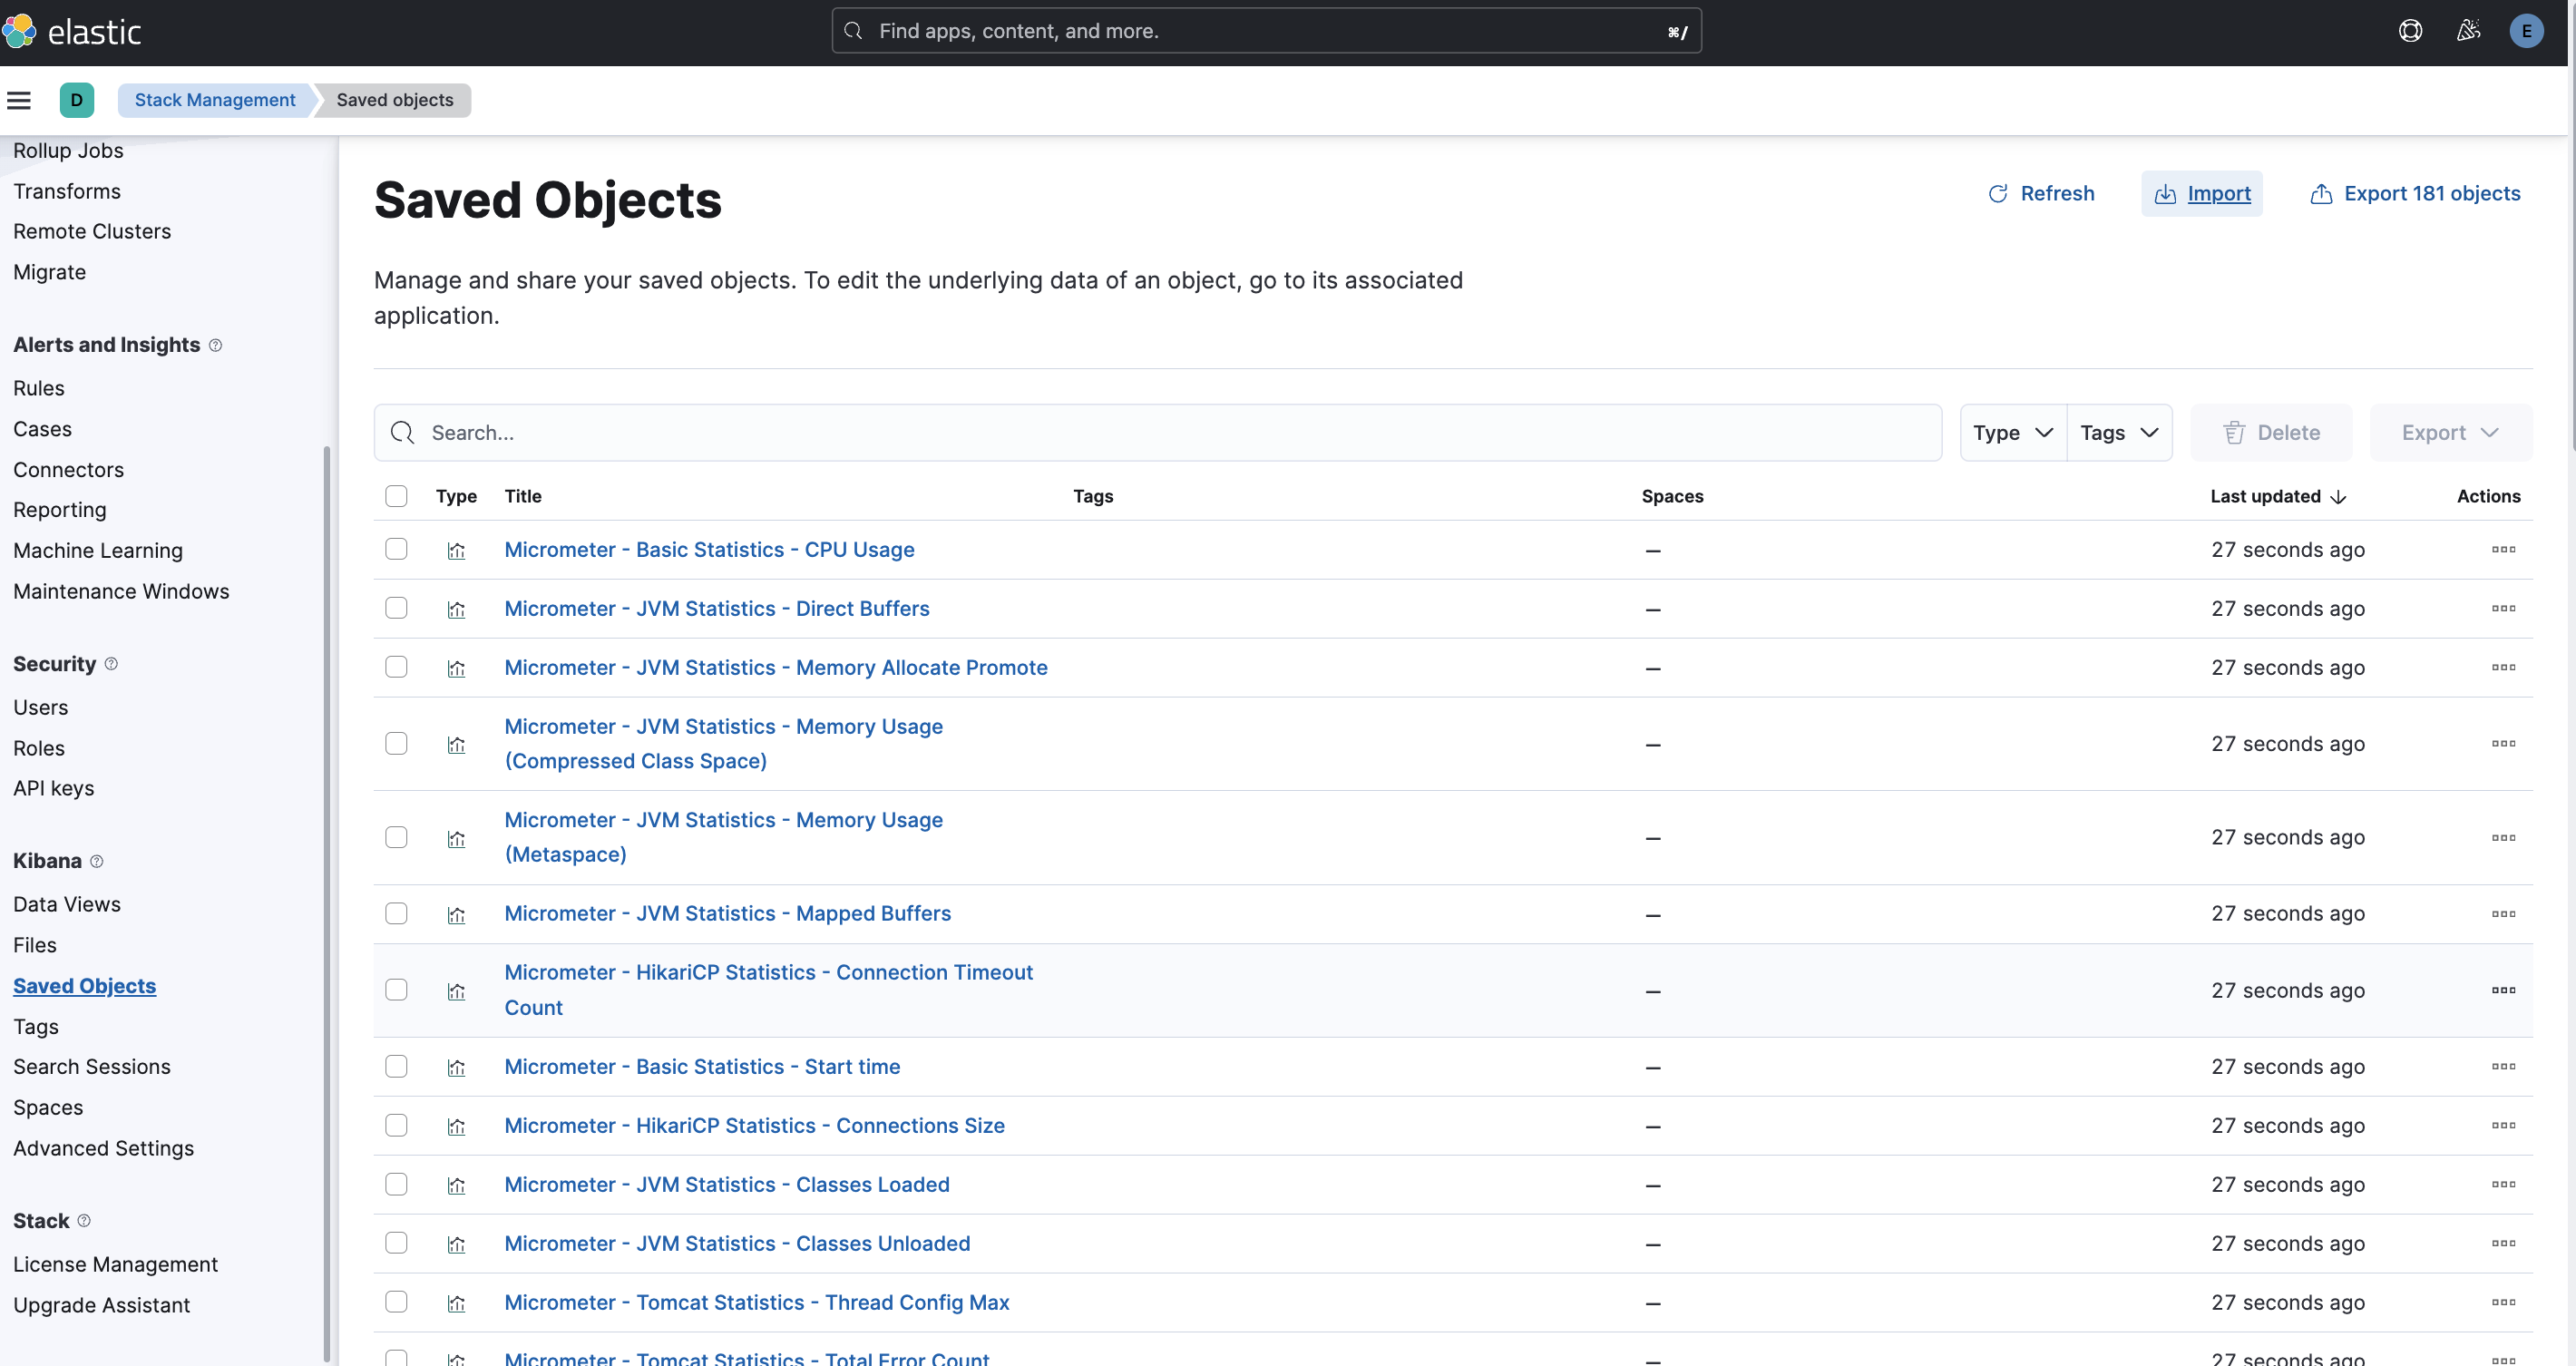 elastic
Find apps, content, and more.
⌘/
E
D
Stack Management
Saved objects
Rollup Jobs
Transforms
Remote Clusters
Migrate
Alerts and Insights
Rules
Cases
Connectors
Reporting
Machine Learning
Maintenance Windows
Security
Users
Roles
API keys
Kibana
Data Views
Files
Saved Objects
Tags
Search Sessions
Spaces
Advanced Settings
Stack
License Management
Upgrade Assistant
Saved Objects
Refresh
Import
Export 181 objects
Manage and share your saved objects. To edit the underlying data of an object, go to its associated
application.
Search...
Type
Tags
Delete
Export
Type Title Tags Spaces Last updated Actions
Micrometer - Basic Statistics - CPU Usage — 27 seconds ago
Micrometer - JVM Statistics - Direct Buffers — 27 seconds ago
Micrometer - JVM Statistics - Memory Allocate Promote — 27 seconds ago
Micrometer - JVM Statistics - Memory Usage
(Compressed Class Space) — 27 seconds ago
Micrometer - JVM Statistics - Memory Usage
(Metaspace) — 27 seconds ago
Micrometer - JVM Statistics - Mapped Buffers — 27 seconds ago
Micrometer - HikariCP Statistics - Connection Timeout
Count — 27 seconds ago
Micrometer - Basic Statistics - Start time — 27 seconds ago
Micrometer - HikariCP Statistics - Connections Size — 27 seconds ago
Micrometer - JVM Statistics - Classes Loaded — 27 seconds ago
Micrometer - JVM Statistics - Classes Unloaded — 27 seconds ago
Micrometer - Tomcat Statistics - Thread Config Max — 27 seconds ago
Micrometer - Tomcat Statistics - Total Error Count — 27 seconds ago